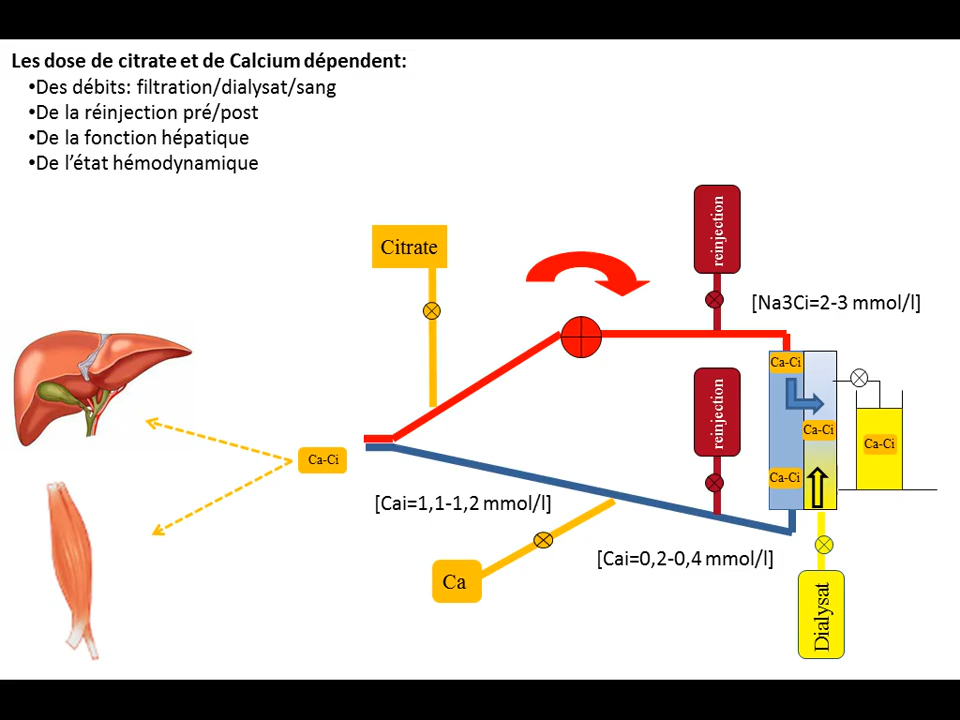 Les dose de citrate et de Calcium dépendent:
•Des débits: filtration/dialysat/sang
•De la réinjection pré/post
•De la fonction hépatique
•De l’état hémodynamique
reinjection
Citrate
[Na3Ci=2-3 mmol/l]
Ca-Ci
reinjection
Ca-Ci
Ca-Ci
Ca-Ci
Ca-Ci
[Cai=1,1-1,2 mmol/l]
[Cai=0,2-0,4 mmol/l]
Ca
Dialysat